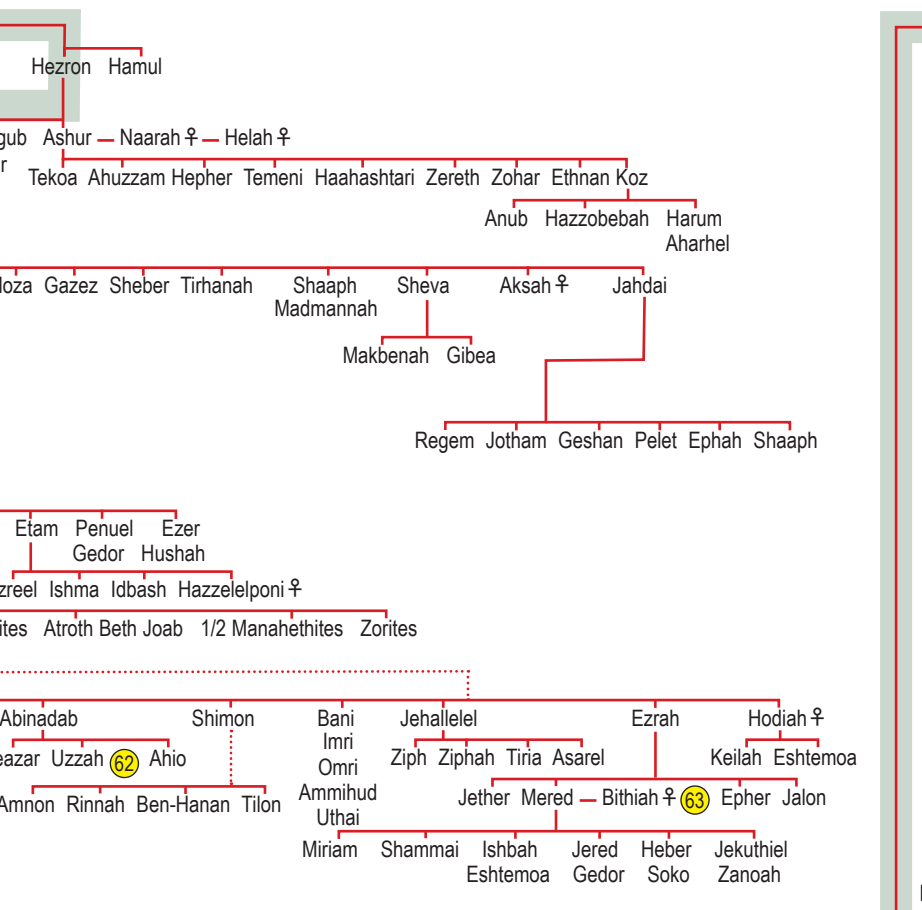 Hezron Hamul
gub Ashur Naarah ♀ Helah ♀
r
Tekoa Ahuzzam Hepher Temeni Haahashtari Zereth Zohar Ethnan Koz
Anub Hazzobebah Harum
Aharhel
oza Gazez Sheber Tirhanah Shaaph Sheva Aksah ♀ Jahdai
Madmannah
Makbenah Gibea
Regem Jotham Geshan Pelet Ephah Shaaph
Etam Penuel Ezer
Gedor Hushah
zreel Ishma Idbash Hazzelelponi ♀
ites Atroth Beth Joab 1/2 Manahethites Zorites
Abinadab Shimon Bani Jehallelel Ezrah Hodiah ♀
Imri
eazar Uzzah 62 Ahio Omri Ziph Ziphah Tiria Asarel Keilah Eshtemoa
Amnon Rinnah Ben-Hanan Tilon Ammihud Jether Mered Bithiah ♀ 63 Epher Jalon
Uthai
Miriam Shammai Ishbah Jered Heber Jekuthiel
Eshtemoa Gedor Soko Zanoah